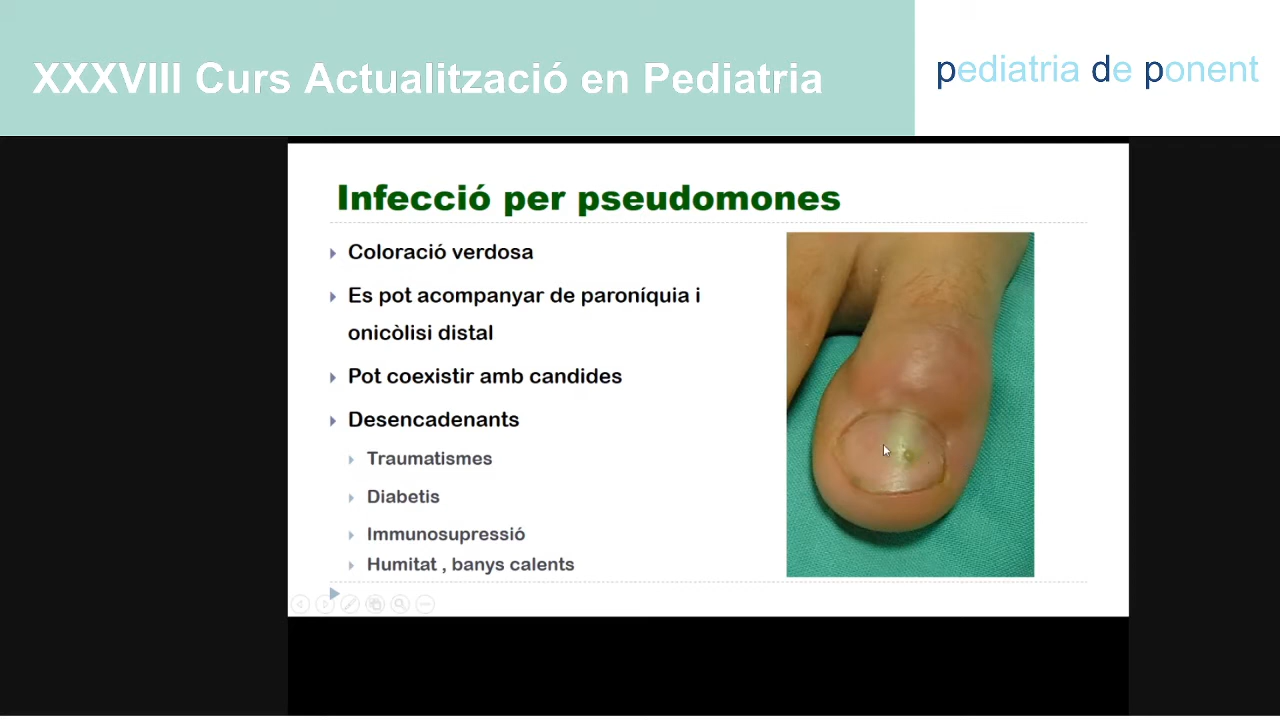 XXXVIII Curs Actualització en Pediatria
pediatria de ponent
Infecció per pseudomones
Coloració verdosa
Es pot acompanyar de paroníquia i
onicòlisi distal
Pot coexistir amb candides
Desencadenants
Traumatismes
Diabetis
Immunosupressió
Humitat , banys calents